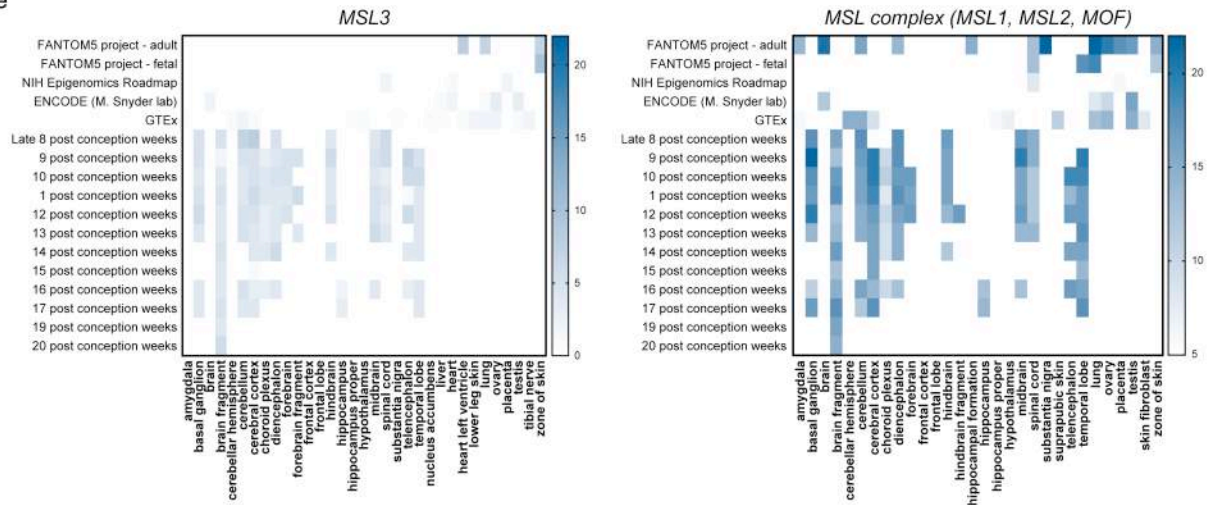 e
MSL3
FANTOM5 project - adult
FANTOM5 project - fetal
NIH Epigenomics Roadmap
ENCODE (M. Snyder lab)
GTEx
Late 8 post conception weeks
9 post conception weeks
10 post conception weeks
1 post conception weeks
12 post conception weeks
13 post conception weeks
14 post conception weeks
15 post conception weeks
16 post conception weeks
17 post conception weeks
19 post conception weeks
20 post conception weeks
amygdala
basal ganglion
brain
brain fragment
cerebellar hemisphere
cerebellum
cerebral cortex
choroid plexus
diencephalon
forebrain
forebrain fragment
frontal cortex
frontal lobe
hindbrain
hippocampus
hippocampus proper
hypothalamus
midbrain
spinal cord
substantia nigra
telencephalon
temporal lobe
nucleus accumbens
liver
heart
heart left ventricle
lung
lower leg skin
ovary
placenta
testis
tibial nerve
zone of skin
20
15
10
5
0
MSL complex (MSL1, MSL2, MOF)
FANTOM5 project - adult
FANTOM5 project - fetal
NIH Epigenomics Roadmap
ENCODE (M. Snyder lab)
GTEx
Late 8 post conception weeks
9 post conception weeks
10 post conception weeks
1 post conception weeks
12 post conception weeks
13 post conception weeks
14 post conception weeks
15 post conception weeks
16 post conception weeks
17 post conception weeks
19 post conception weeks
20 post conception weeks
amygdala
basal ganglion
brain
brain fragment
cerebellar hemisphere
cerebellum
cerebral cortex
choroid plexus
diencephalon
forebrain
frontal cortex
frontal lobe
hindbrain
hindbrain fragment
hippocampal formation
hippocampus
hippocampus proper
hypothalamus
midbrain
spinal cord
substantia nigra
suprapubic skin
telencephalon
temporal lobe
lung
ovary
placenta
testis
skin fibroblast
zone of skin
20
15
10
5